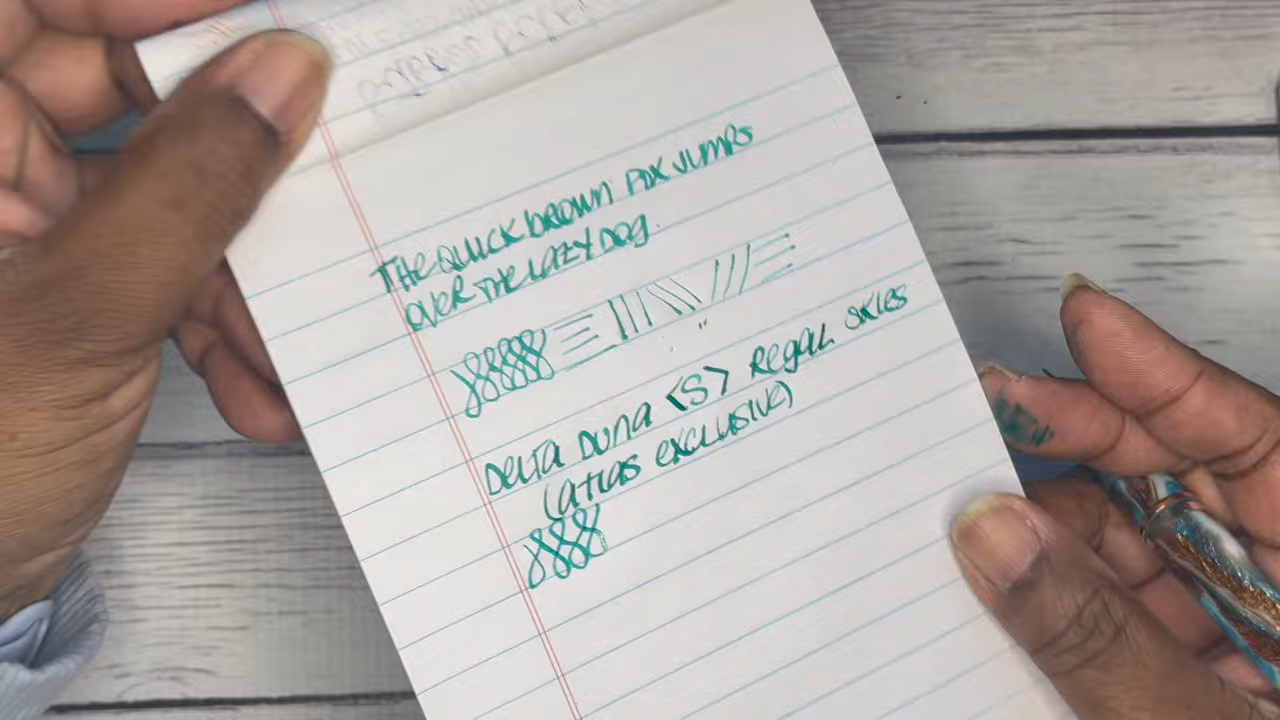 THE QUICK BROWN FOX JUMPS
OVER THE LAZY DOG.
DELTA DUNA <S> REGAL SKIES
(ATLAS EXCLUSIVE)